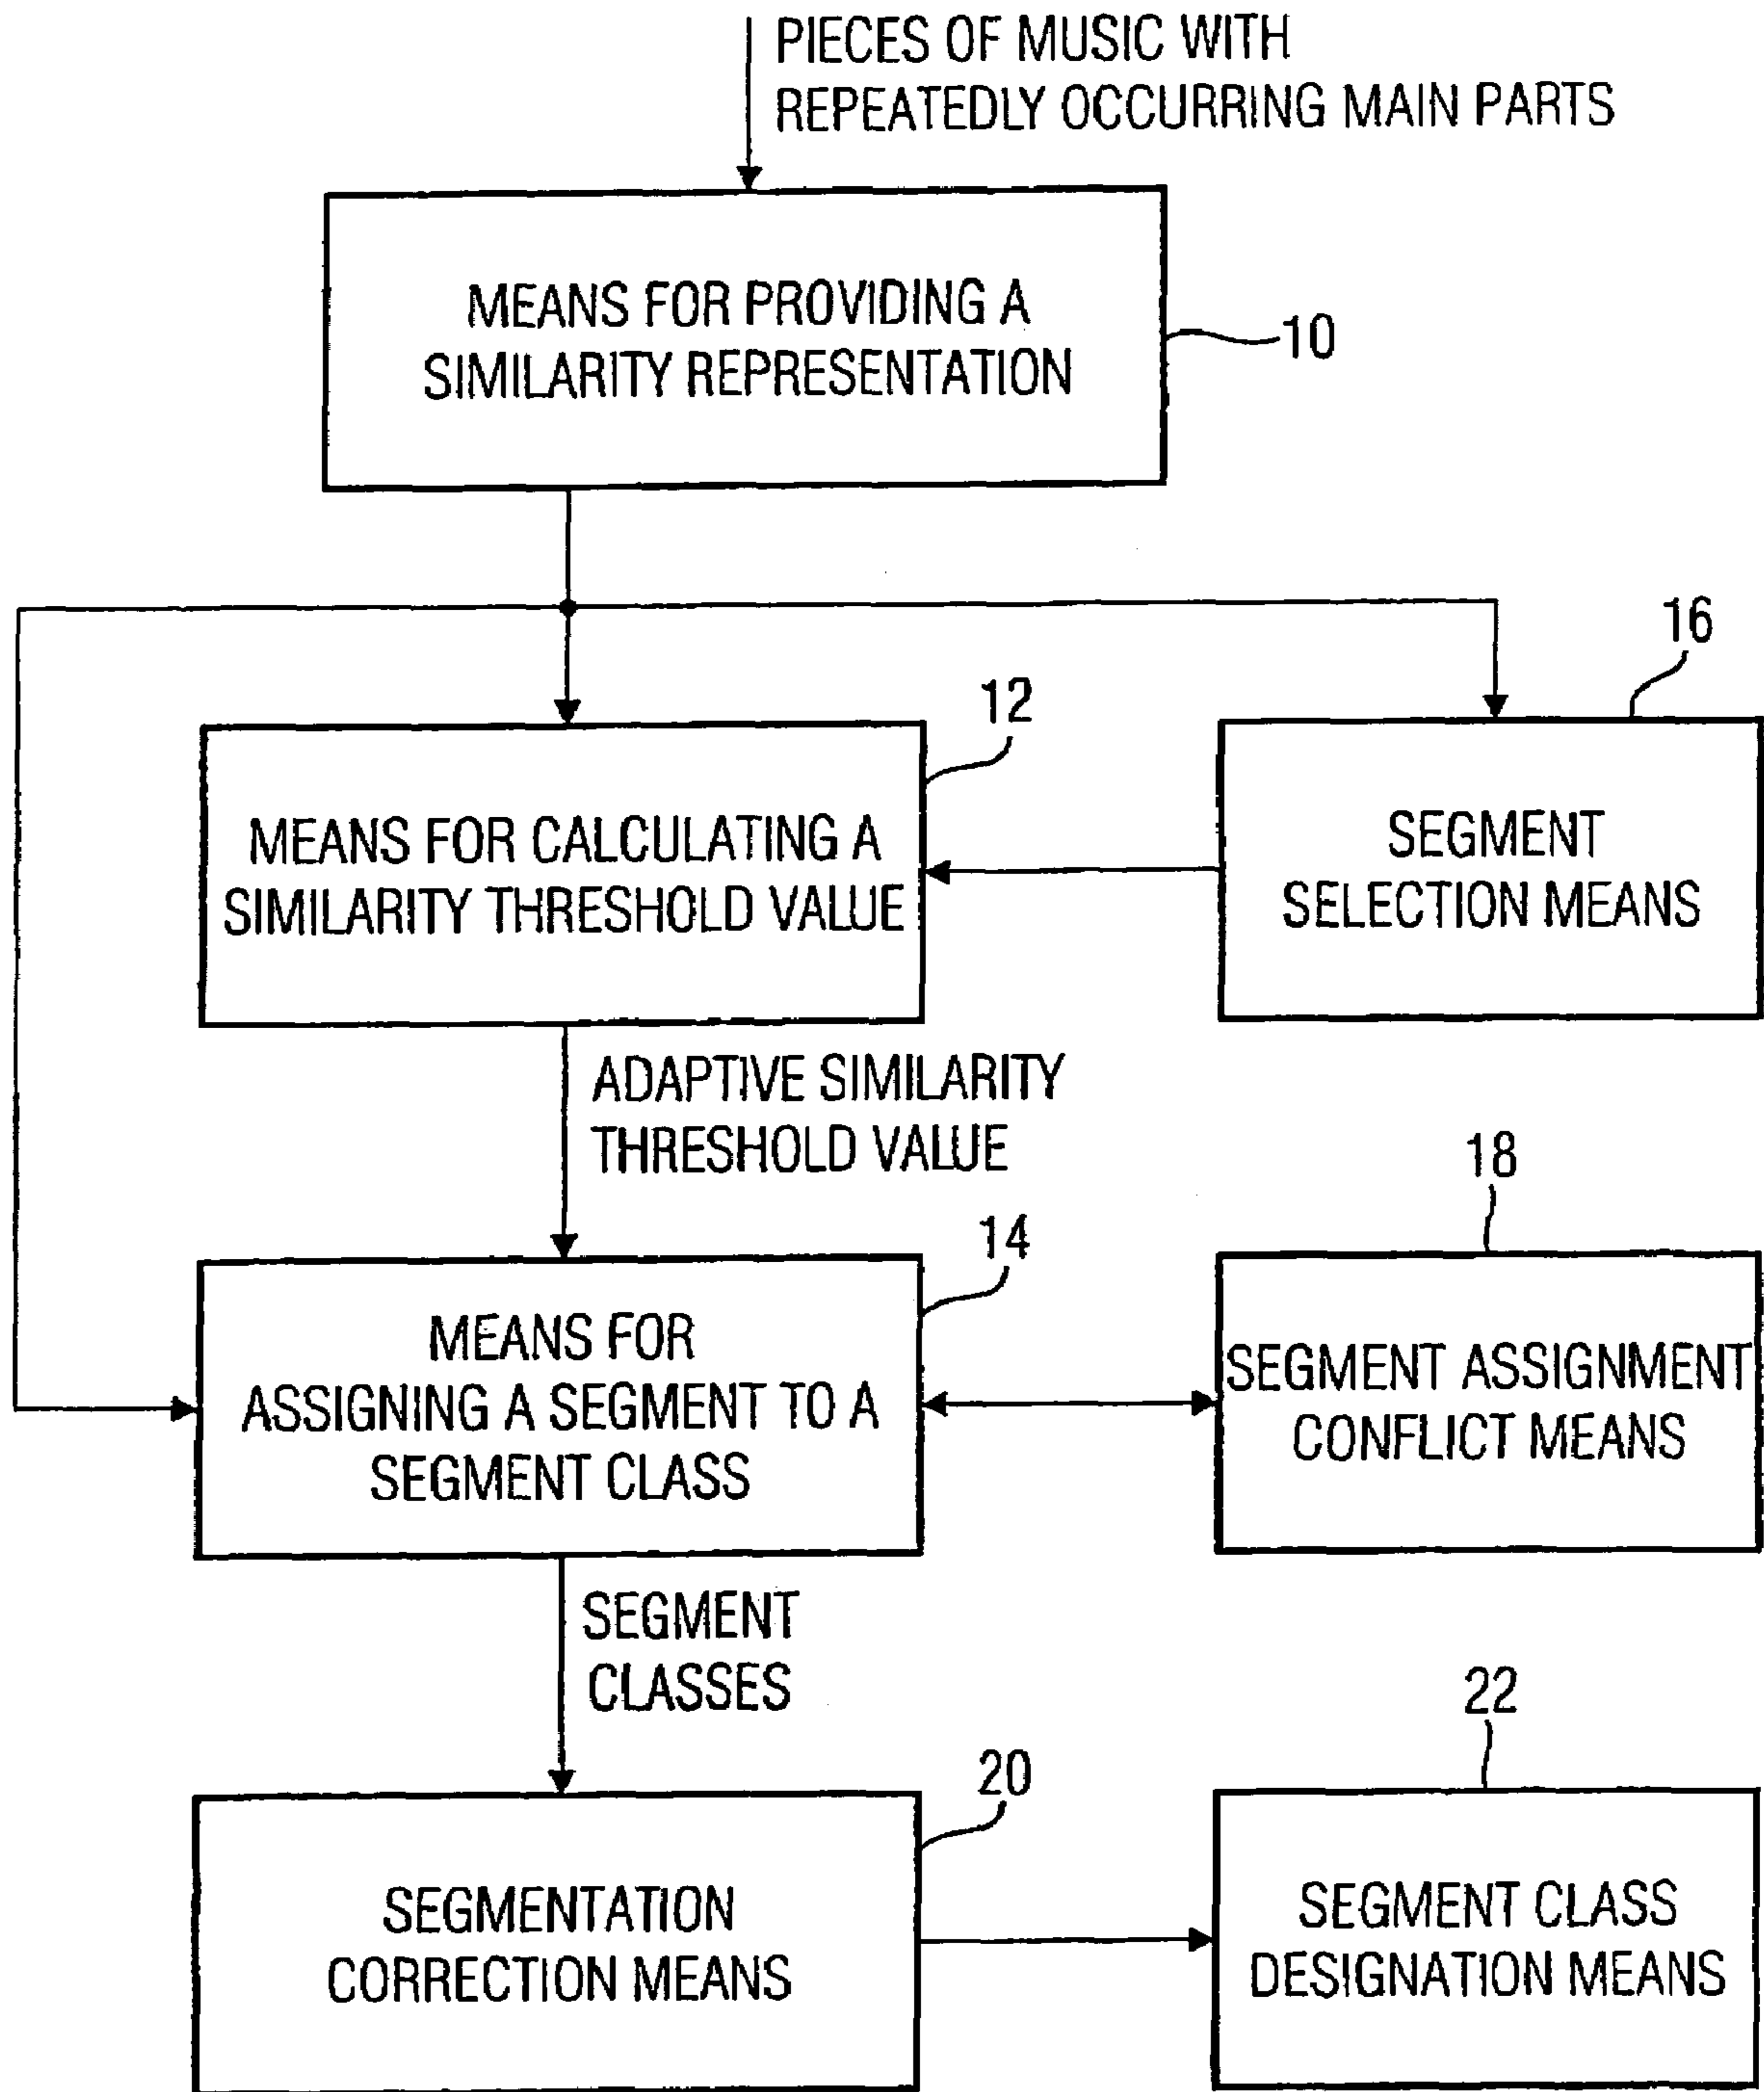 PIECES OF MUSIC WITH
REPEATEDLY OCCURRING MAIN PARTS
MEANS FOR PROVIDING A
SIMILARITY REPRESENTATION
10
16
12
MEANS FOR CALCULATING A
SIMILARITY THRESHOLD VALUE
SEGMENT
SELECTION MEANS
ADAPTIVE SIMILARITY
THRESHOLD VALUE
18
14
MEANS FOR
ASSIGNING A SEGMENT TO A
SEGMENT CLASS
SEGMENT ASSIGNMENT
CONFLICT MEANS
SEGMENT
CLASSES
22
20
SEGMENTATION
CORRECTION MEANS
SEGMENT CLASS
DESIGNATION MEANS